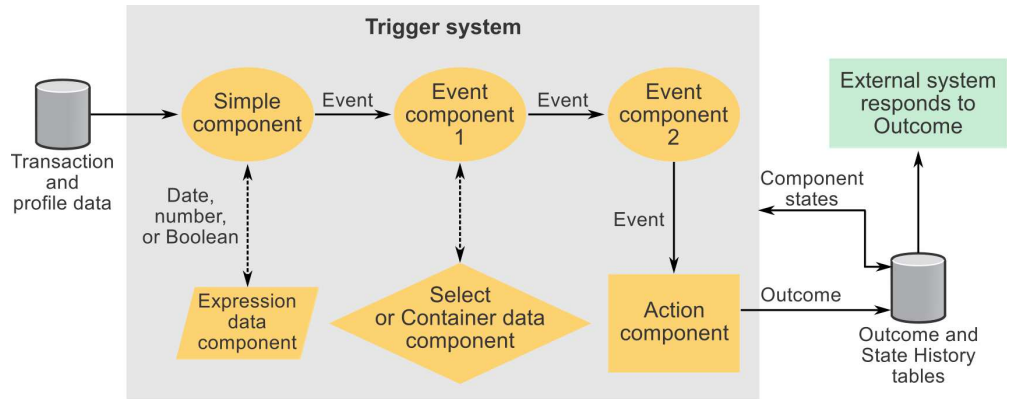 Trigger system
Transaction
and
profile data
Simple
component
Event
Event
component
1
Event
Event
component
2
External system
responds to
Outcome
Date,
number,
or Boolean
Event
Component
states
Expression
data
component
Select
or Container data
component
Action
component
Outcome
Outcome and
State History
tables